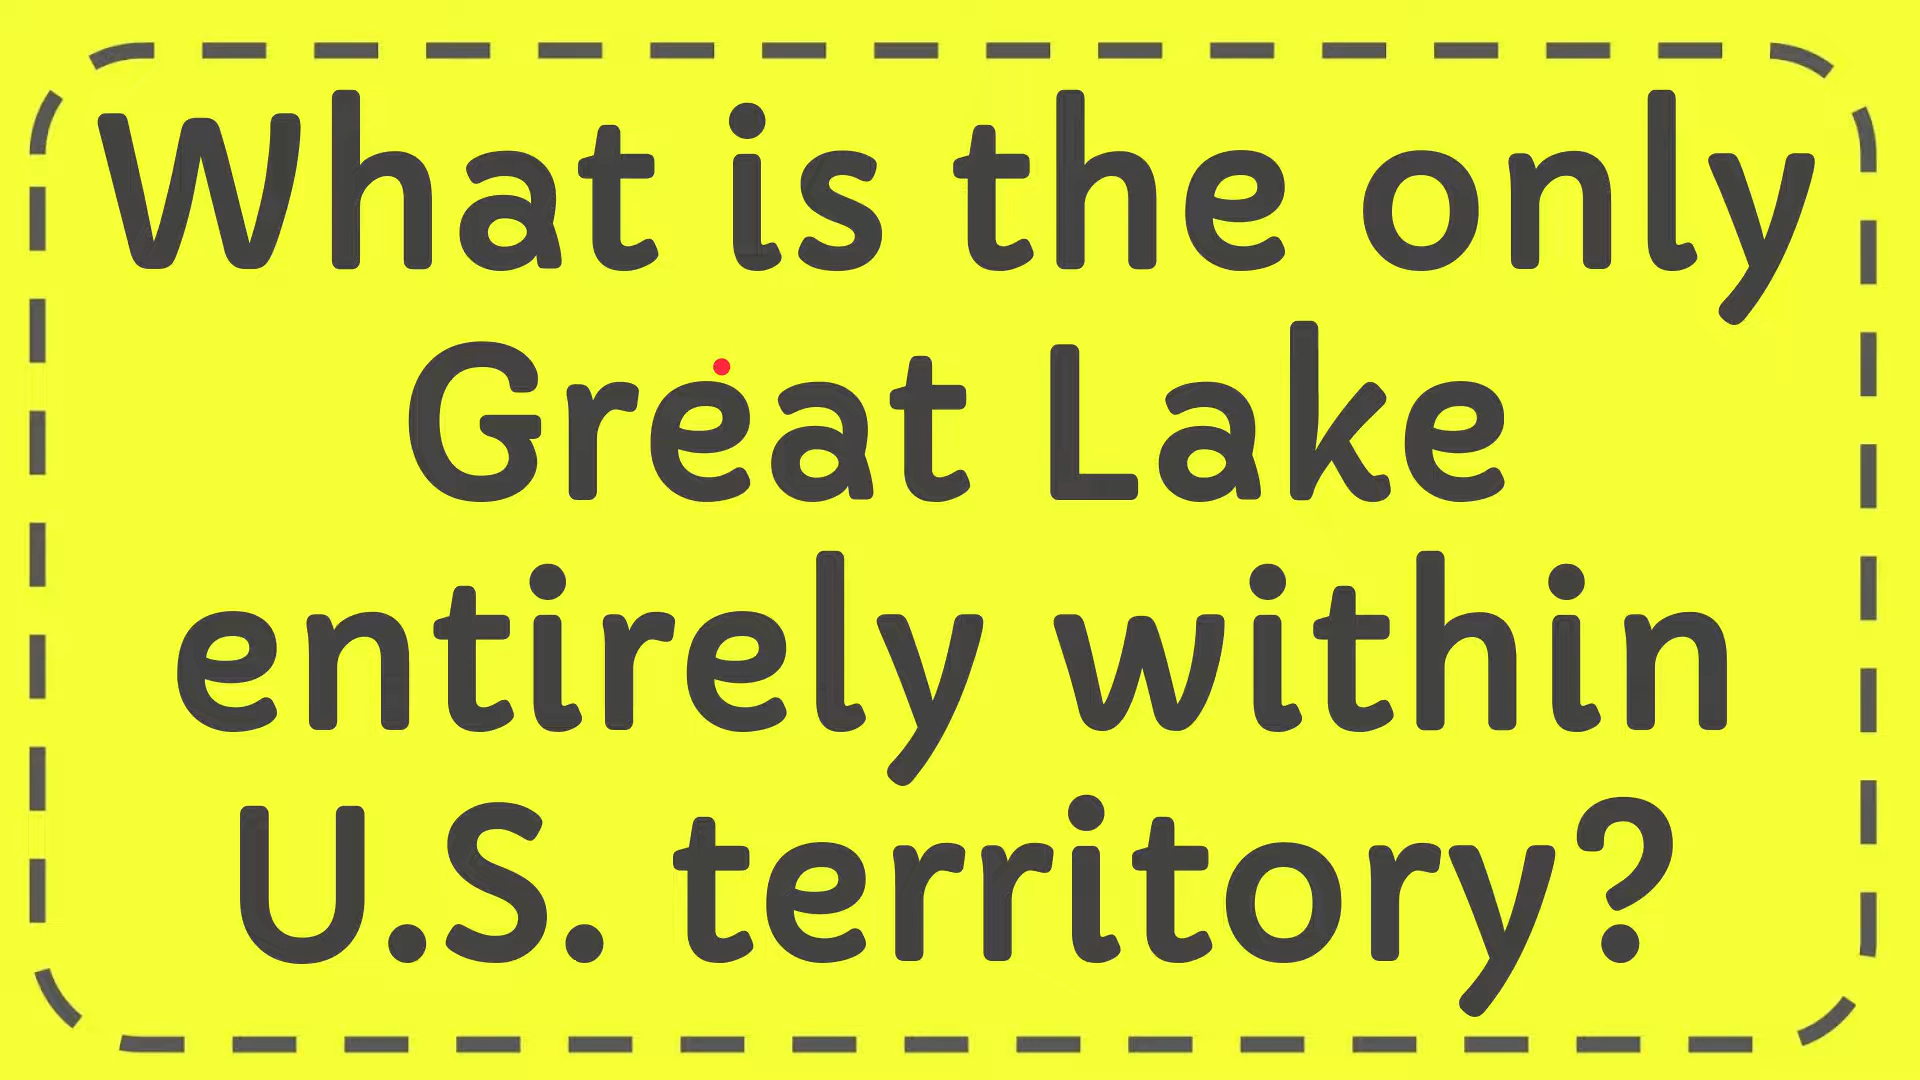 What is the only
Great Lake
entirely within
U.S. territory?